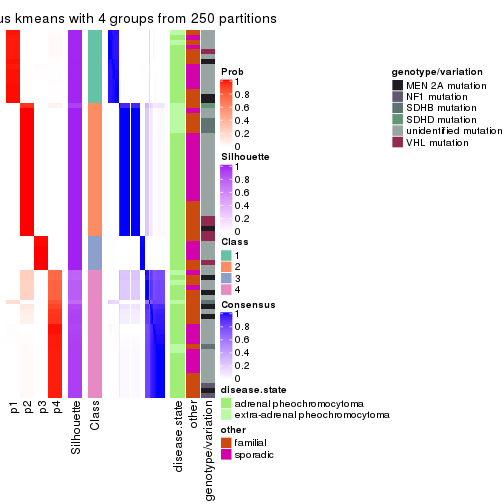 us kmeans with 4 groups from 250 partitions
Prob
1
0.8
0.6
0.4
0.2
0
Silhouette
1
0.8
0.6
0.4
0.2
0
Class
1
2
3
4
Consensus
1
0.8
0.6
0.4
0.2
0
disease.state
adrenal pheochromocytoma
extra-adrenal pheochromocytoma
other
familial
sporadic
genotype/variation
MEN 2A mutation
NF1 mutation
SDHB mutation
SDHD mutation
unidentified mutation
VHL mutation
p1
p2
p3
p4
Silhouette
Class
disease.state
other
genotype/variation